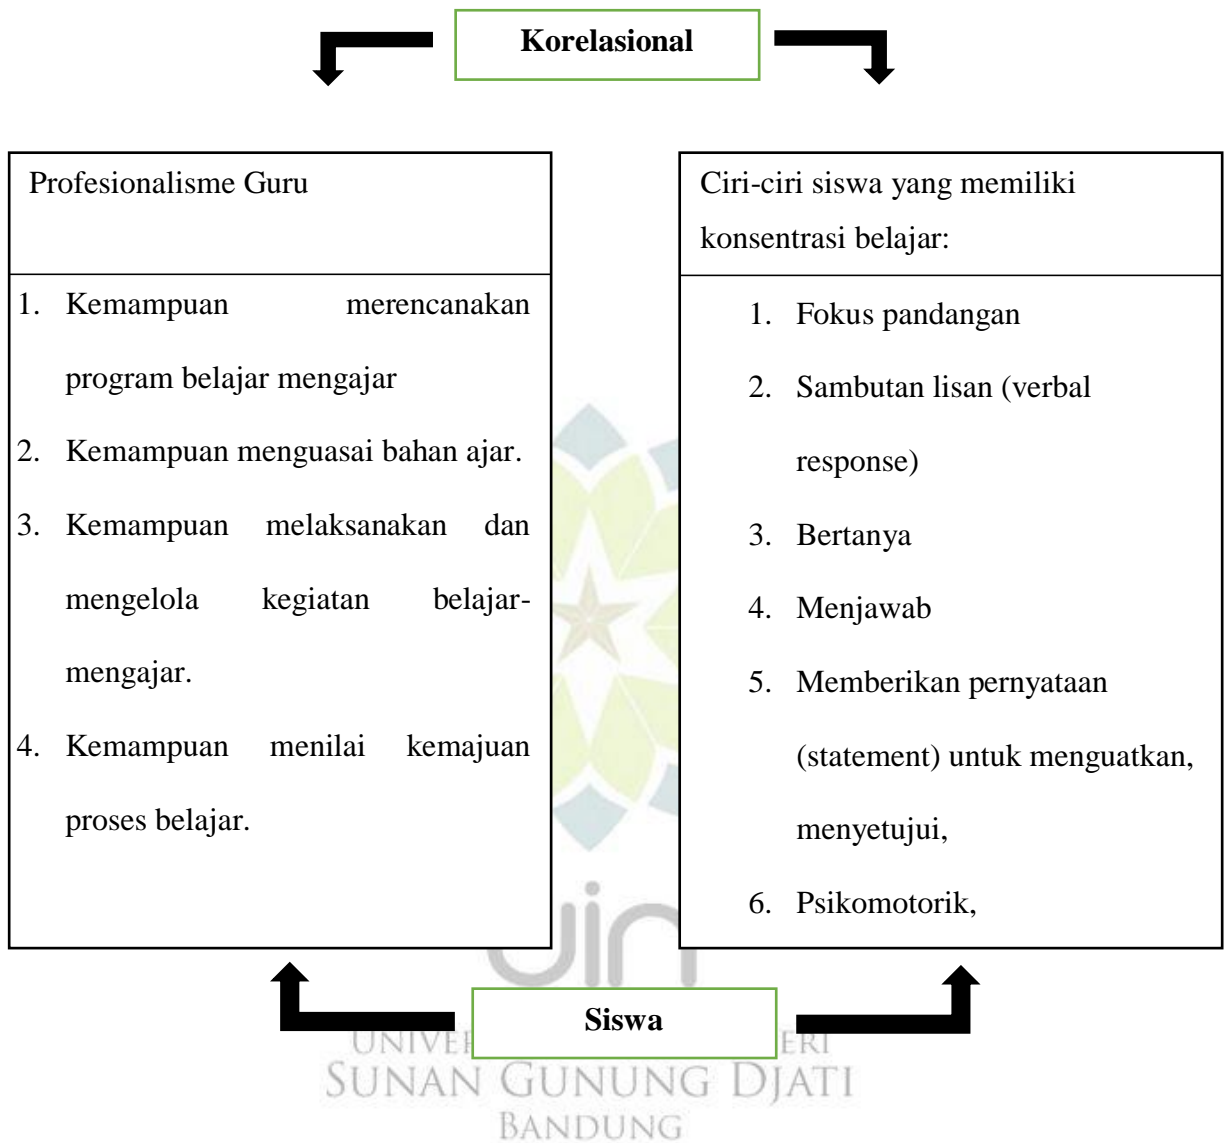 Korelasional
Profesionalisme Guru
1. Kemampuan merencanakan
program belajar mengajar
2. Kemampuan menguasai bahan ajar.
3. Kemampuan melaksanakan dan
mengelola kegiatan belajar-
mengajar.
4. Kemampuan menilai kemajuan
proses belajar.
Ciri-ciri siswa yang memiliki
konsentrasi belajar:
1. Fokus pandangan
2. Sambutan lisan (verbal
response)
3. Bertanya
4. Menjawab
5. Memberikan pernyataan
(statement) untuk menguatkan,
menyetujui,
6. Psikomotorik,
Siswa
uin
SUNAN GUNUNG DJATI
BANDUNG